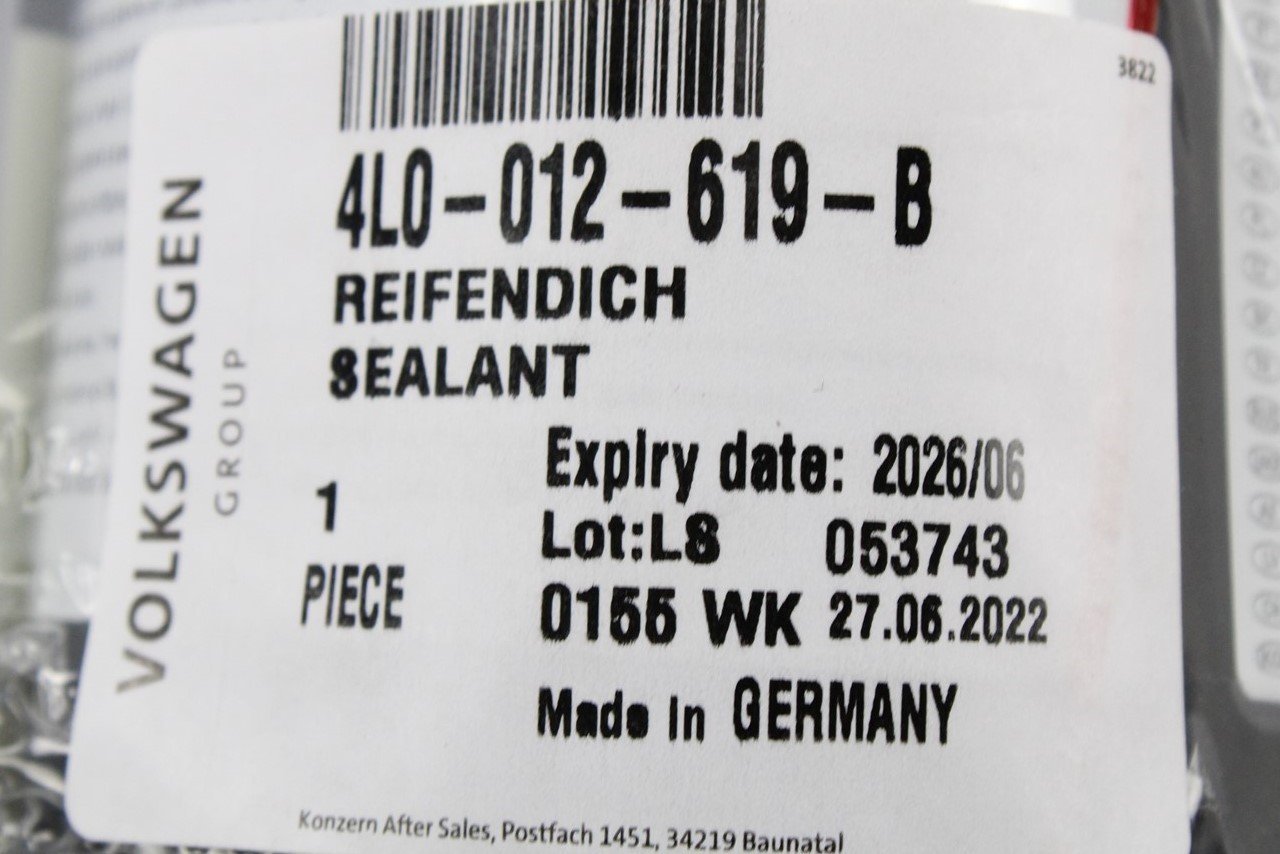 3822
4L0-012-619-B
REIFENDICH
SEALANT
VOLKSWAGEN
GROUP
1
PIECE
Expiry date: 2026/06
Lot:LS 053743
0155 WK 27.06.2022
Made in GERMANY
Konzern After Sales, Postfach 1451, 34219 Baunatal